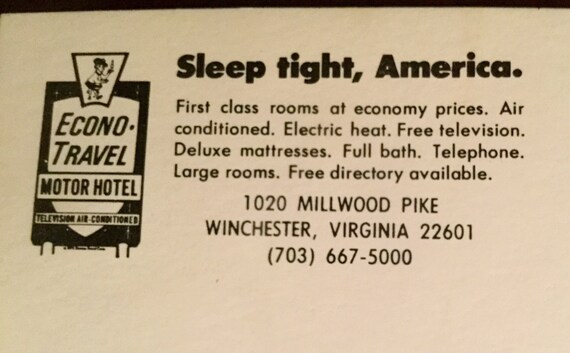 Sleep tight, America.
ECONO-
TRAVEL
MOTOR HOTEL
TELEVISION AIR-CONDITIONED
First class rooms at economy prices. Air
conditioned. Electric heat. Free television.
Deluxe mattresses. Full bath. Telephone.
Large rooms. Free directory available.
1020 MILLWOOD PIKE
WINCHESTER, VIRGINIA 22601
(703) 667-5000